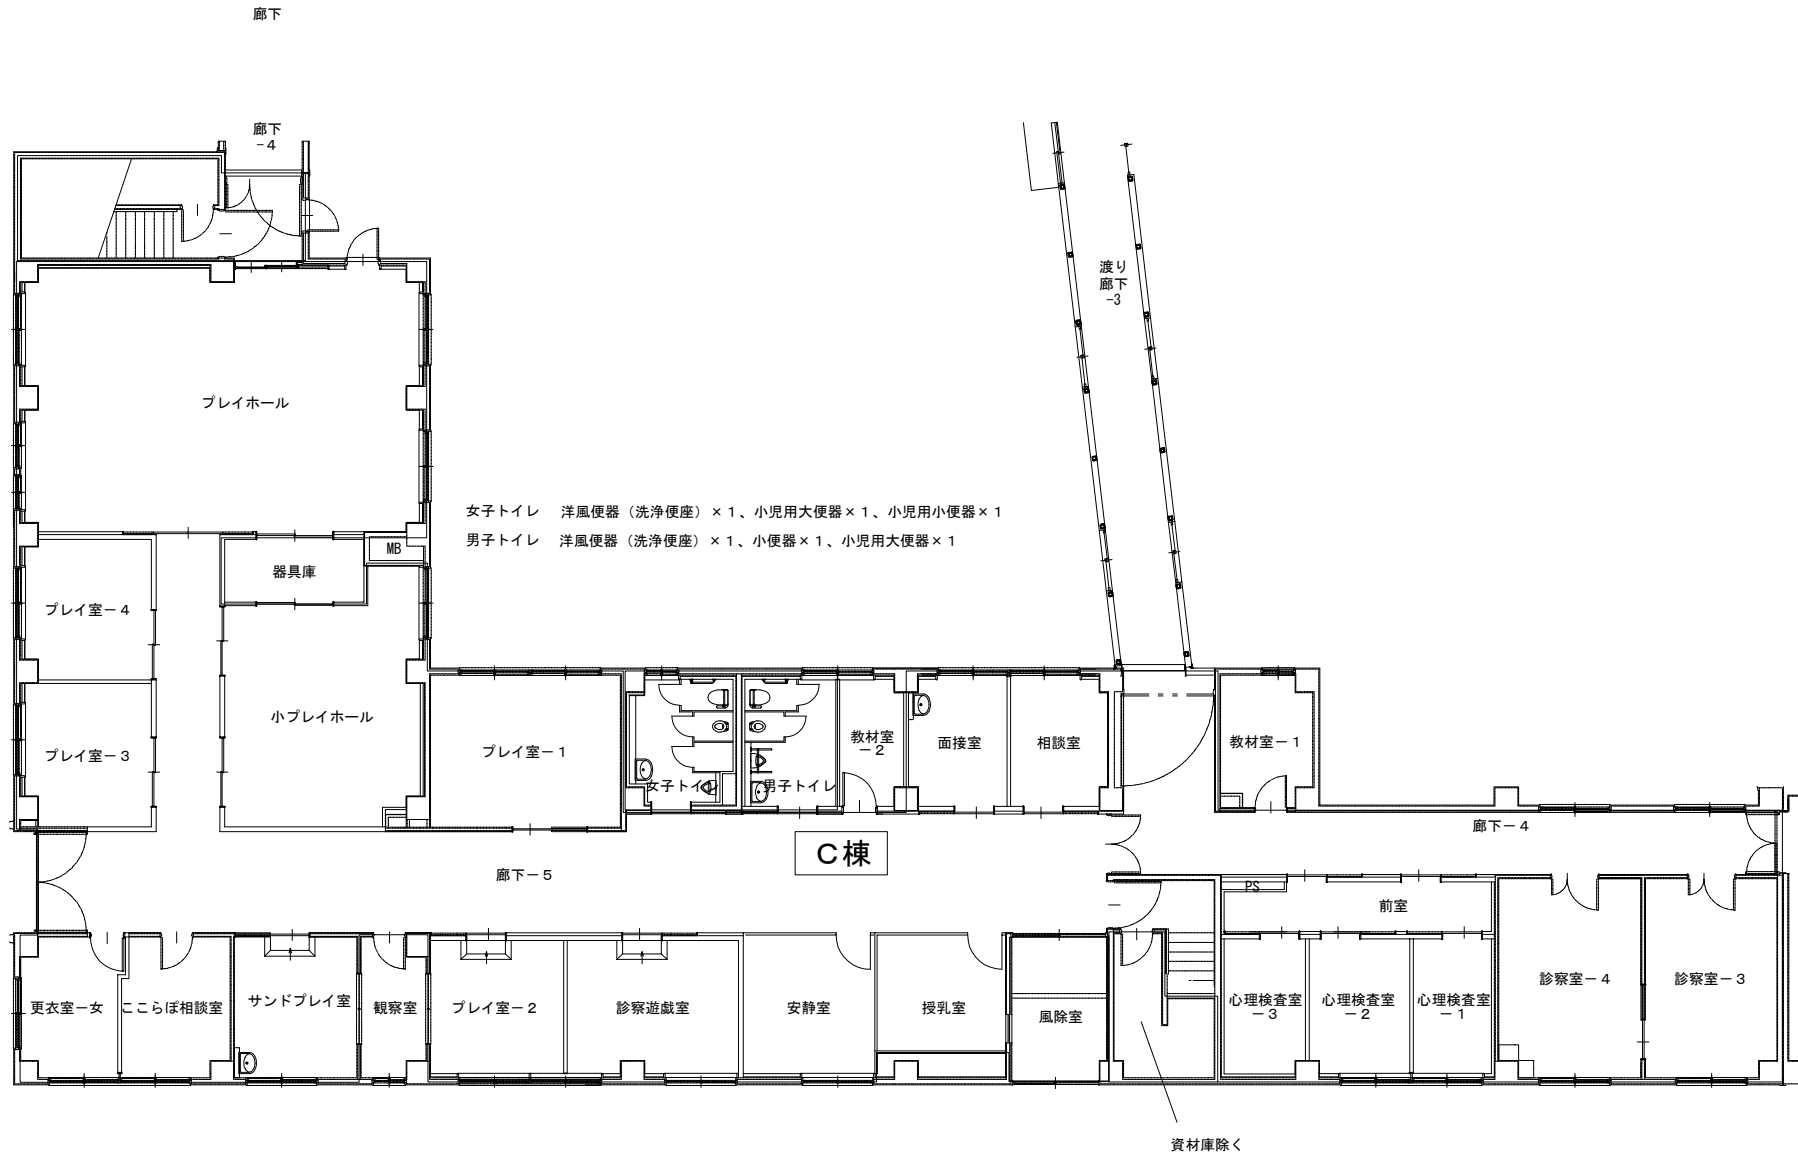 廊下
廊下
-4
渡り
廊下
-3
プレイホール
女子トイレ　洋風便器（洗浄便座）×１、小児用大便器×１、小児用小便器×１
男子トイレ　洋風便器（洗浄便座）×１、小便器×１、小児用大便器×１
MB
器具庫
プレイ室－４
小プレイホール
プレイ室－３
プレイ室－１
女子トイレ
男子トイレ
教材室
－２
面接室
相談室
教材室－１
廊下－４
Ｃ棟
廊下－５
PS
前室
更衣室－女
ここらぽ相談室
サンドプレイ室
観察室
プレイ室－２
診察遊戯室
安静室
授乳室
風除室
心理検査室
－３
心理検査室
－２
心理検査室
－１
診察室－４
診察室－３
資材庫除く